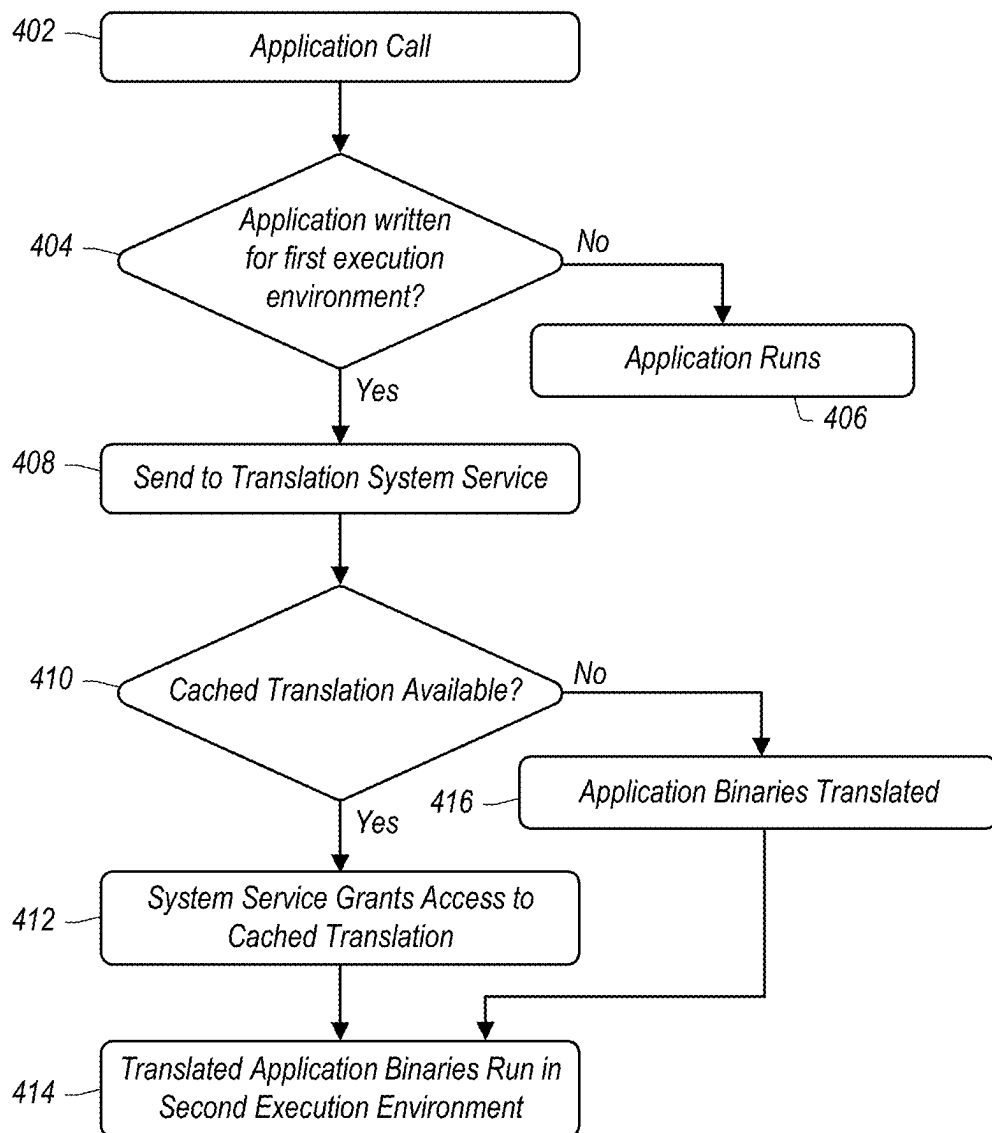 402
Application Call
404
Application written
for first execution
environment?
No
Application Runs
406
Yes
408
Send to Translation System Service
410
Cached Translation Available?
No
416
Application Binaries Translated
Yes
412
System Service Grants Access to
Cached Translation
414
Translated Application Binaries Run in
Second Execution Environment